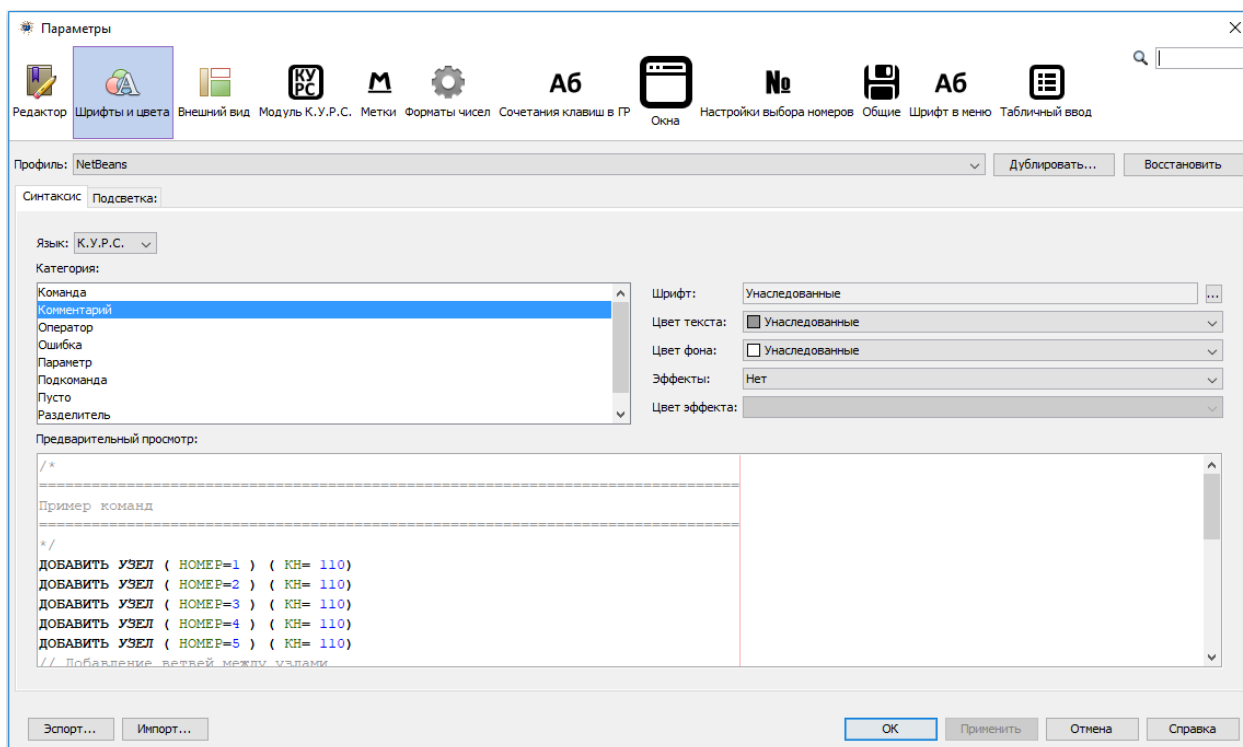 Параметры
КУ
РС
М
Аб
№
Аб
Редактор Шрифты и цвета Внешний вид Модуль К.У.Р.С. Метки Форматы чисел Сочетания клавиш в ГР Окна Настройки выбора номеров Общие Шрифт в меню Табличный ввод
Профиль: NetBeans Дублировать... Восстановить
Синтаксис Подсветка:
Язык: К.У.Р.С.
Категория:
Команда
Комментарий
Оператор
Ошибка
Параметр
Подкоманда
Пусто
Разделитель
Шрифт: Унаследованные ...
Цвет текста: Унаследованные
Цвет фона: Унаследованные
Эффекты: Нет
Цвет эффекта:
Предварительный просмотр:
/*
================================================================================
Пример команд
================================================================================
*/
ДОБАВИТЬ УЗЕЛ ( НОМЕР=1 ) ( КН= 110)
ДОБАВИТЬ УЗЕЛ ( НОМЕР=2 ) ( КН= 110)
ДОБАВИТЬ УЗЕЛ ( НОМЕР=3 ) ( КН= 110)
ДОБАВИТЬ УЗЕЛ ( НОМЕР=4 ) ( КН= 110)
ДОБАВИТЬ УЗЕЛ ( НОМЕР=5 ) ( КН= 110)
// Добавление ветвей между узлами
Эспорт... Импорт... ОК Применить Отмена Справка